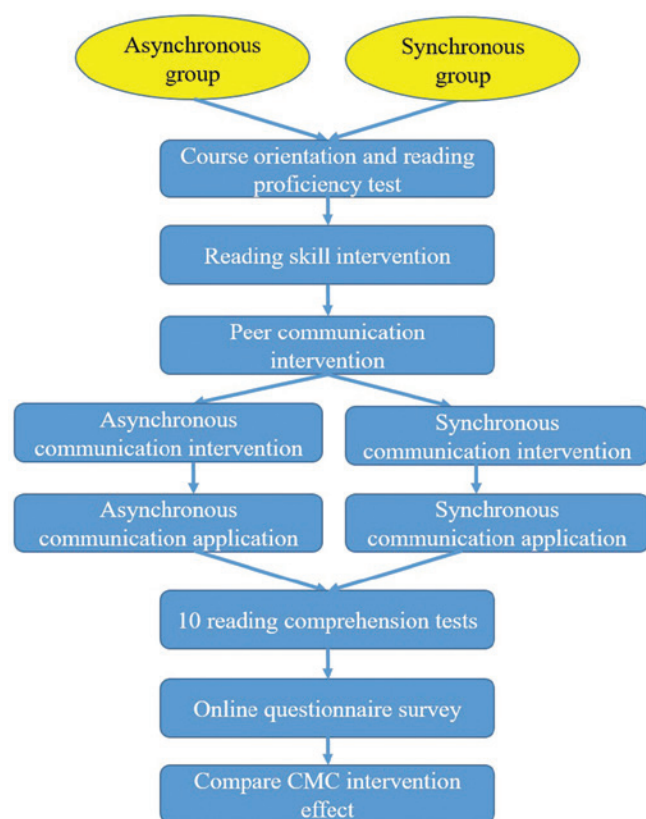 Asynchronous
group
Synchronous
group
Course orientation and reading
proficiency test
Reading skill intervention
Peer communication
intervention
Asynchronous
communication intervention
Synchronous
communication intervention
Asynchronous
communication application
Synchronous
communication application
10 reading comprehension tests
Online questionnaire survey
Compare CMC intervention
effect